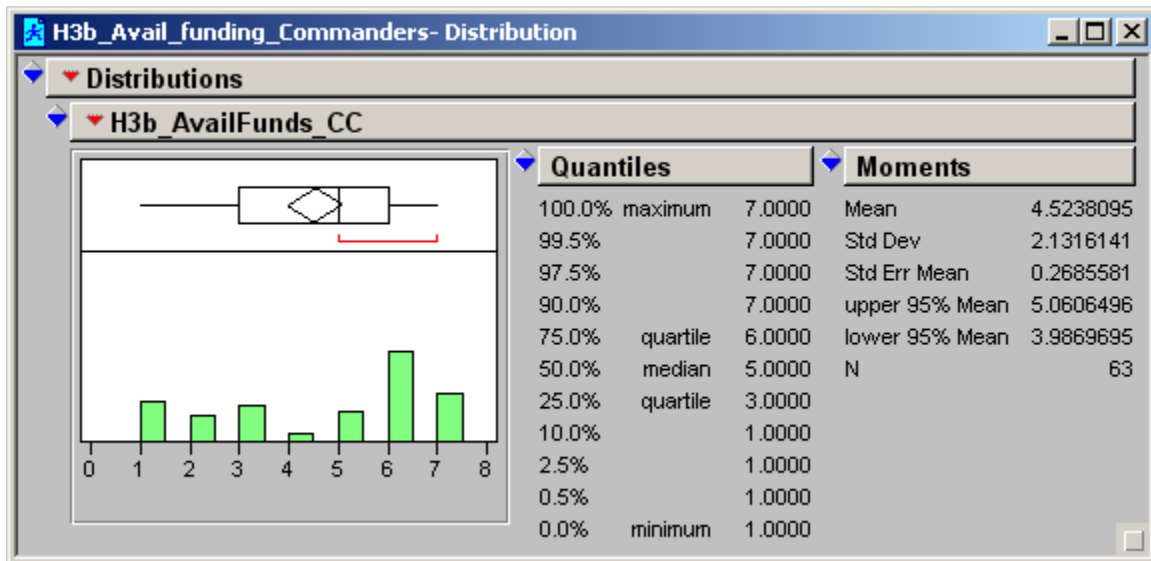 H3b_Avail_funding_Commanders- Distribution
Distributions
H3b_AvailFunds_CC
0 1 2 3 4 5 6 7 8
Quantiles
100.0% maximum 7.0000
99.5% 7.0000
97.5% 7.0000
90.0% 7.0000
75.0% quartile 6.0000
50.0% median 5.0000
25.0% quartile 3.0000
10.0% 1.0000
2.5% 1.0000
0.5% 1.0000
0.0% minimum 1.0000
Moments
Mean 4.5238095
Std Dev 2.1316141
Std Err Mean 0.2685581
upper 95% Mean 5.0606496
lower 95% Mean 3.9869695
N 63